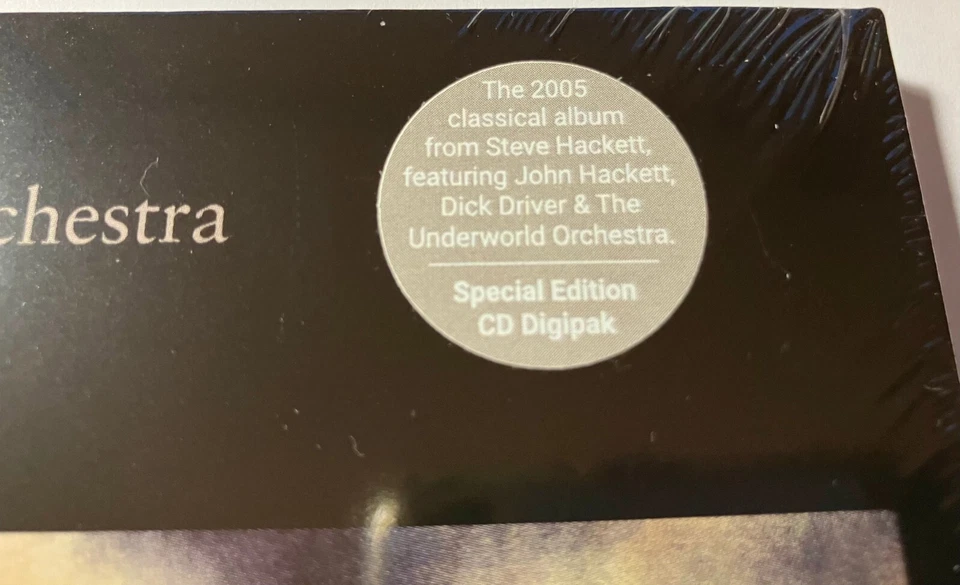 The 2005
classical album
from Steve Hackett,
featuring John Hackett,
Dick Driver & The
Underworld Orchestra.
Special Edition
CD Digipak
chestra